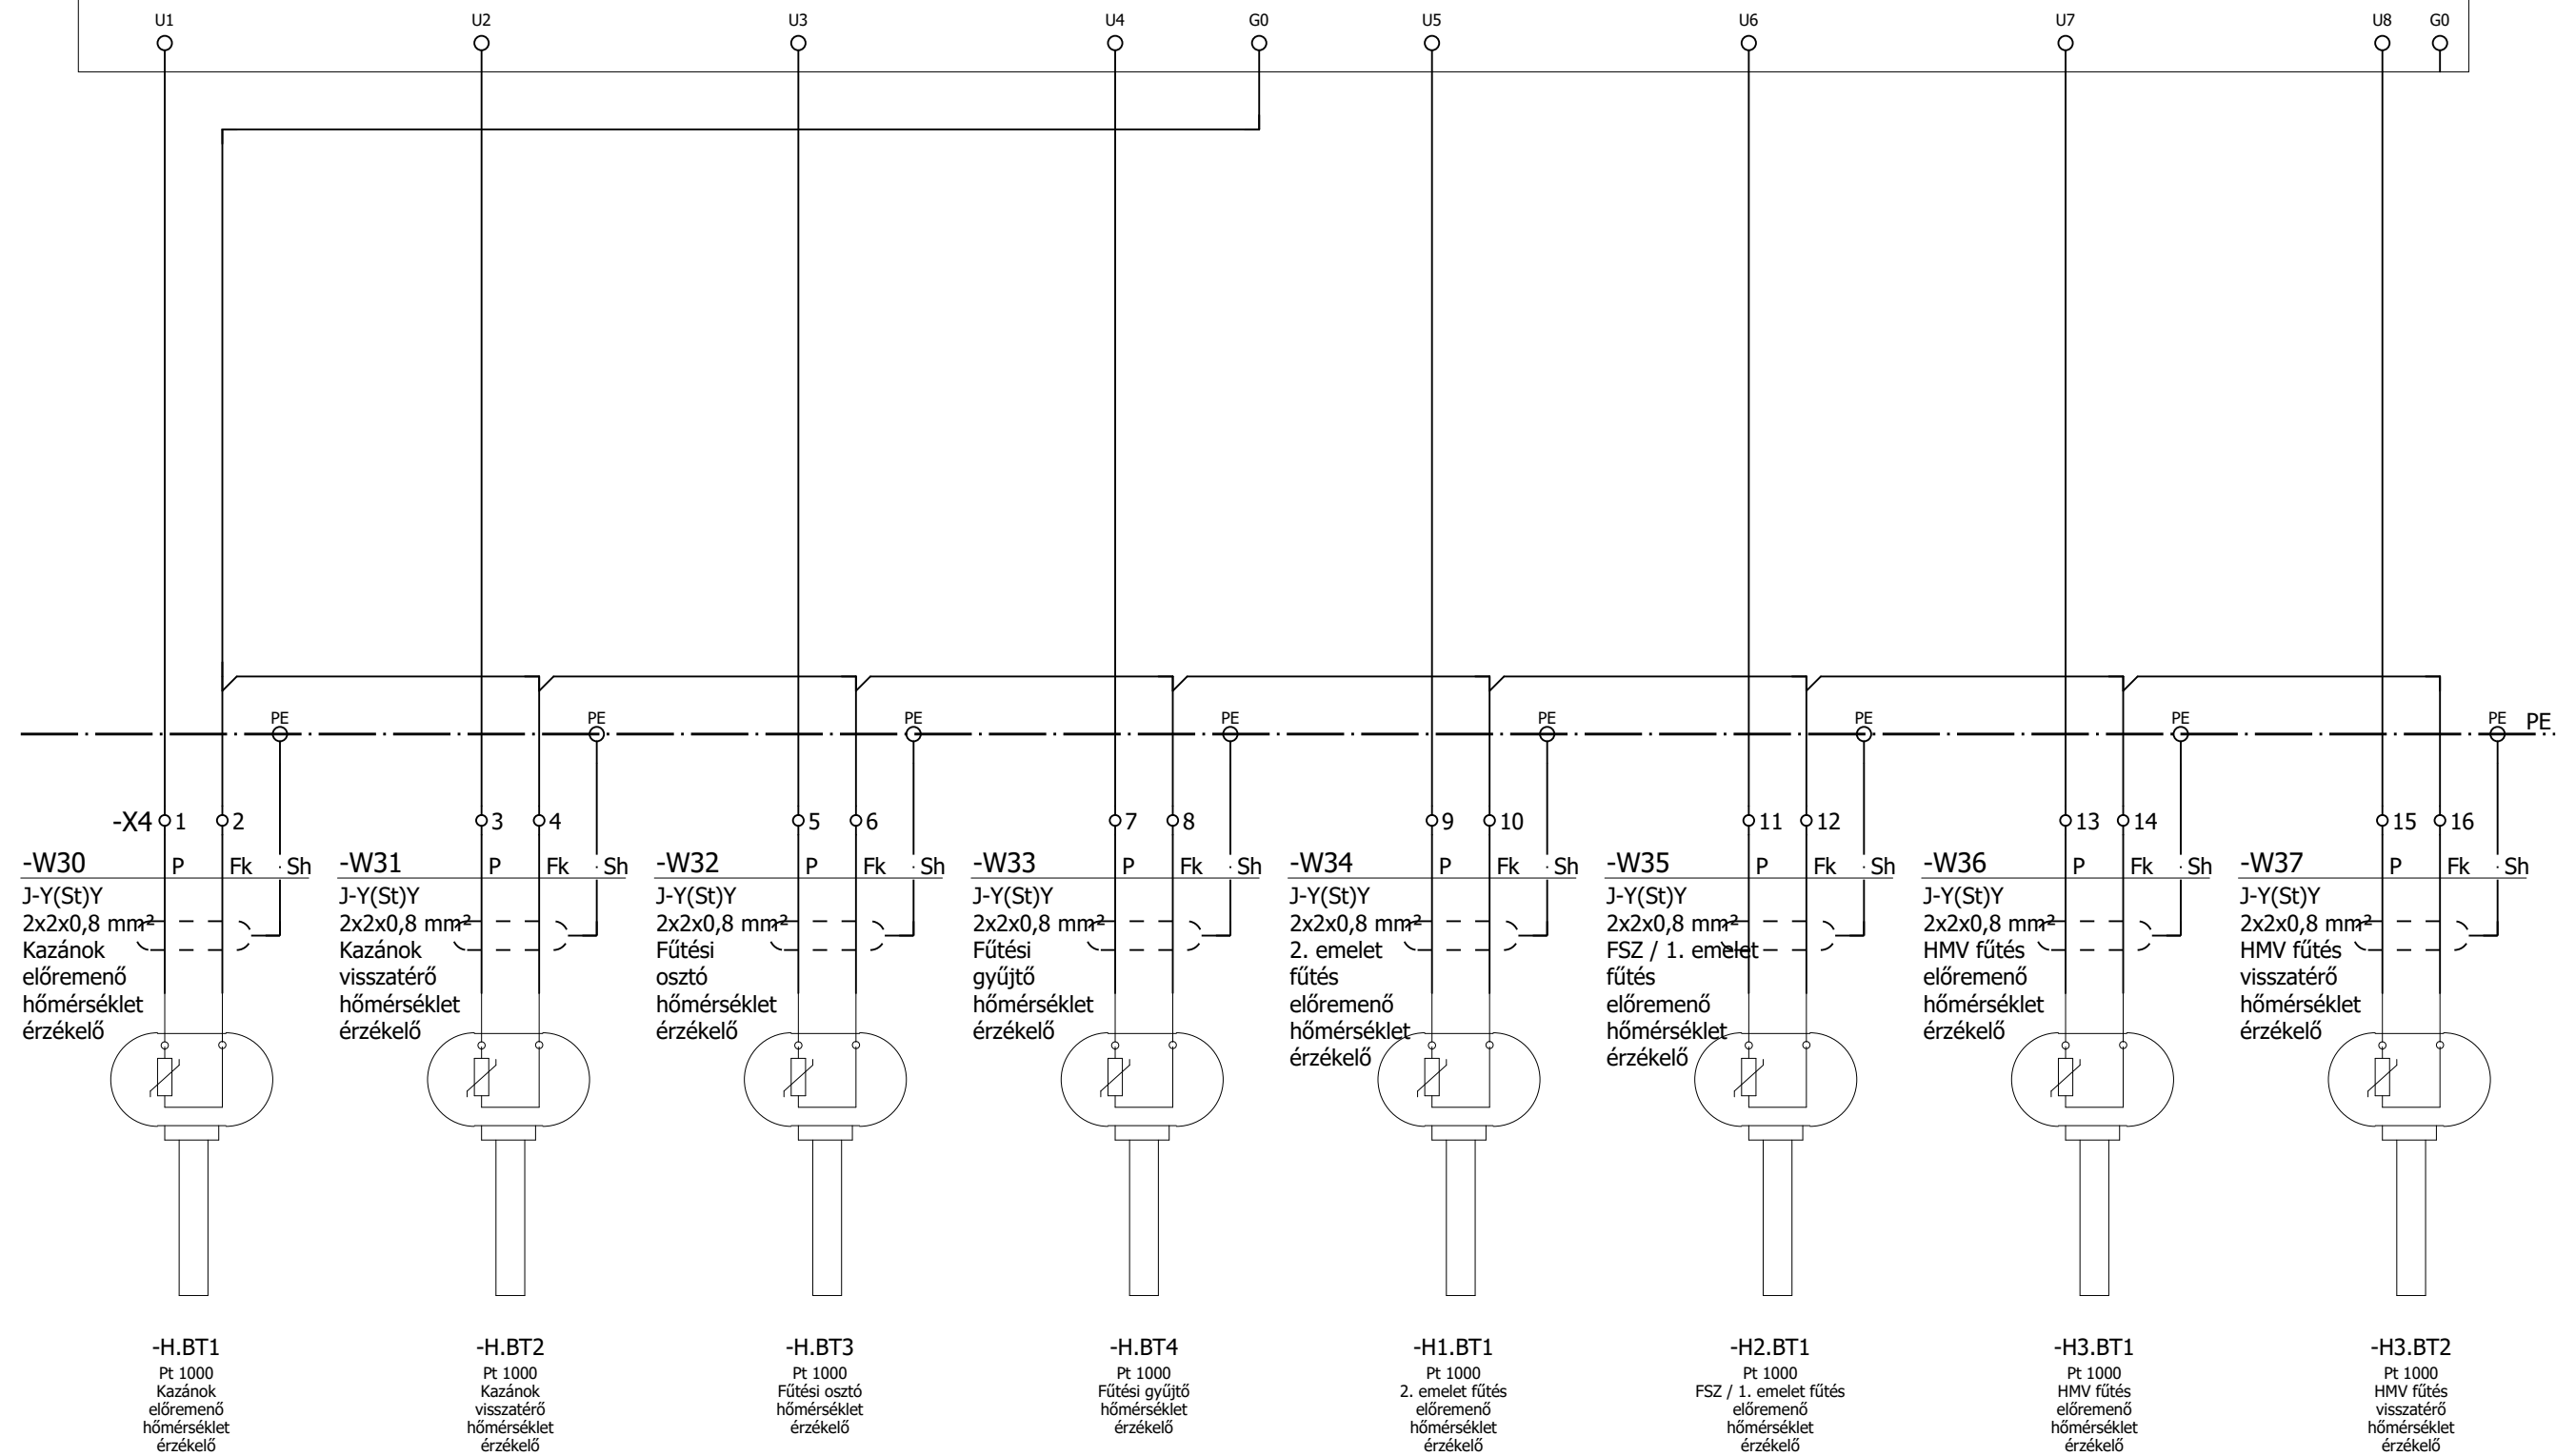 U1 U2 U3 U4 G0 U5 U6 U7 U8 G0
PE PE PE PE PE PE PE PE PE
-X4 1 2 3 4 5 6 7 8 9 10 11 12 13 14 15 16
-W30 P Fk Sh
J-Y(St)Y
2x2x0,8 mm²
Kazánok
előremenő
hőmérséklet
érzékelő
-W31 P Fk Sh
J-Y(St)Y
2x2x0,8 mm²
Kazánok
visszatérő
hőmérséklet
érzékelő
-W32 P Fk Sh
J-Y(St)Y
2x2x0,8 mm²
Fűtési
osztó
hőmérséklet
érzékelő
-W33 P Fk Sh
J-Y(St)Y
2x2x0,8 mm²
Fűtési
gyűjtő
hőmérséklet
érzékelő
-W34 P Fk Sh
J-Y(St)Y
2x2x0,8 mm²
2. emelet
fűtés
előremenő
hőmérséklet
érzékelő
-W35 P Fk Sh
J-Y(St)Y
2x2x0,8 mm²
FSZ / 1. emelet
fűtés
előremenő
hőmérséklet
érzékelő
-W36 P Fk Sh
J-Y(St)Y
2x2x0,8 mm²
HMV fűtés
előremenő
hőmérséklet
érzékelő
-W37 P Fk Sh
J-Y(St)Y
2x2x0,8 mm²
HMV fűtés
visszatérő
hőmérséklet
érzékelő
-H.BT1
Pt 1000
Kazánok
előremenő
hőmérséklet
érzékelő
-H.BT2
Pt 1000
Kazánok
visszatérő
hőmérséklet
érzékelő
-H.BT3
Pt 1000
Fűtési osztó
hőmérséklet
érzékelő
-H.BT4
Pt 1000
Fűtési gyűjtő
hőmérséklet
érzékelő
-H1.BT1
Pt 1000
2. emelet fűtés
előremenő
hőmérséklet
érzékelő
-H2.BT1
Pt 1000
FSZ / 1. emelet fűtés
előremenő
hőmérséklet
érzékelő
-H3.BT1
Pt 1000
HMV fűtés
előremenő
hőmérséklet
érzékelő
-H3.BT2
Pt 1000
HMV fűtés
visszatérő
hőmérséklet
érzékelő